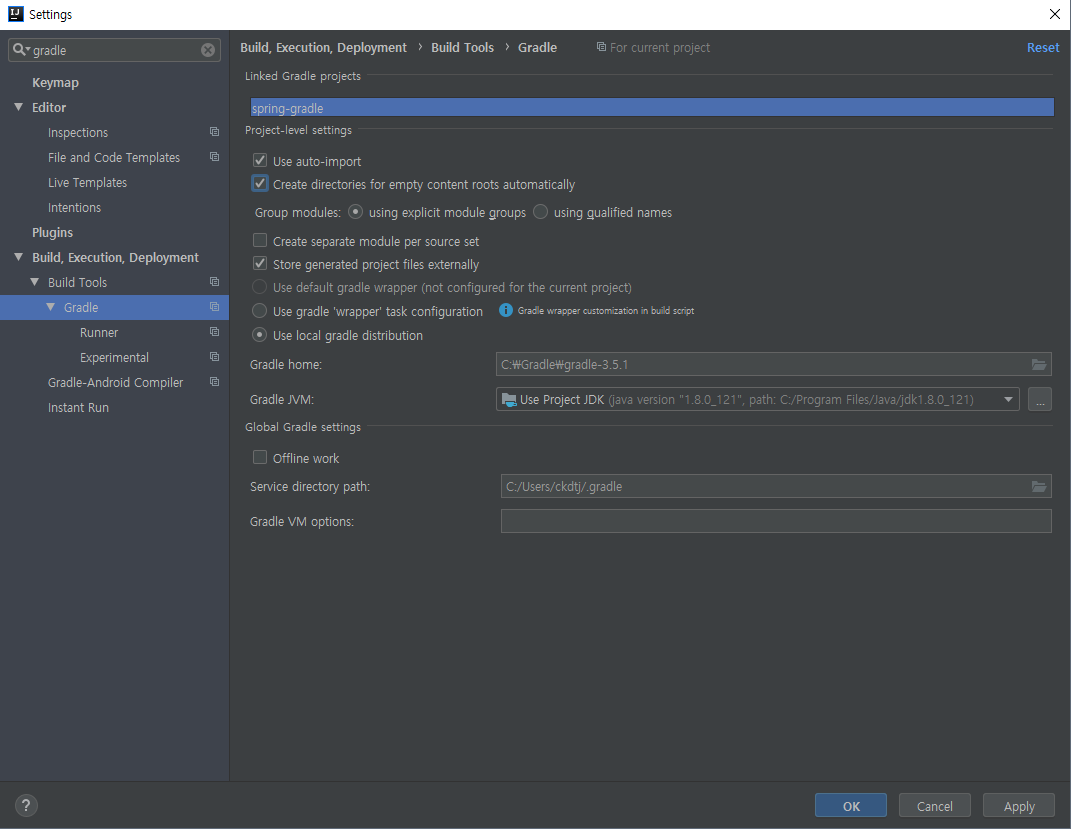 Settings
gradle
Keymap
Editor
Inspections
File and Code Templates
Live Templates
Intentions
Plugins
Build, Execution, Deployment
Build Tools
Gradle
Runner
Experimental
Gradle-Android Compiler
Instant Run
Build, Execution, Deployment › Build Tools › Gradle For current project Reset
Linked Gradle projects
spring-gradle
Project-level settings
Use auto-import
Create directories for empty content roots automatically
Group modules: using explicit module groups using qualified names
Create separate module per source set
Store generated project files externally
Use default gradle wrapper (not configured for the current project)
Use gradle 'wrapper' task configuration Gradle wrapper customization in build script
Use local gradle distribution
Gradle home: C:₩Gradle₩gradle-3.5.1
Gradle JVM: Use Project JDK (java version "1.8.0_121", path: C:/Program Files/Java/jdk1.8.0_121) ...
Global Gradle settings
Offline work
Service directory path: C:/Users/ckdtj/.gradle
Gradle VM options:
? OK Cancel Apply